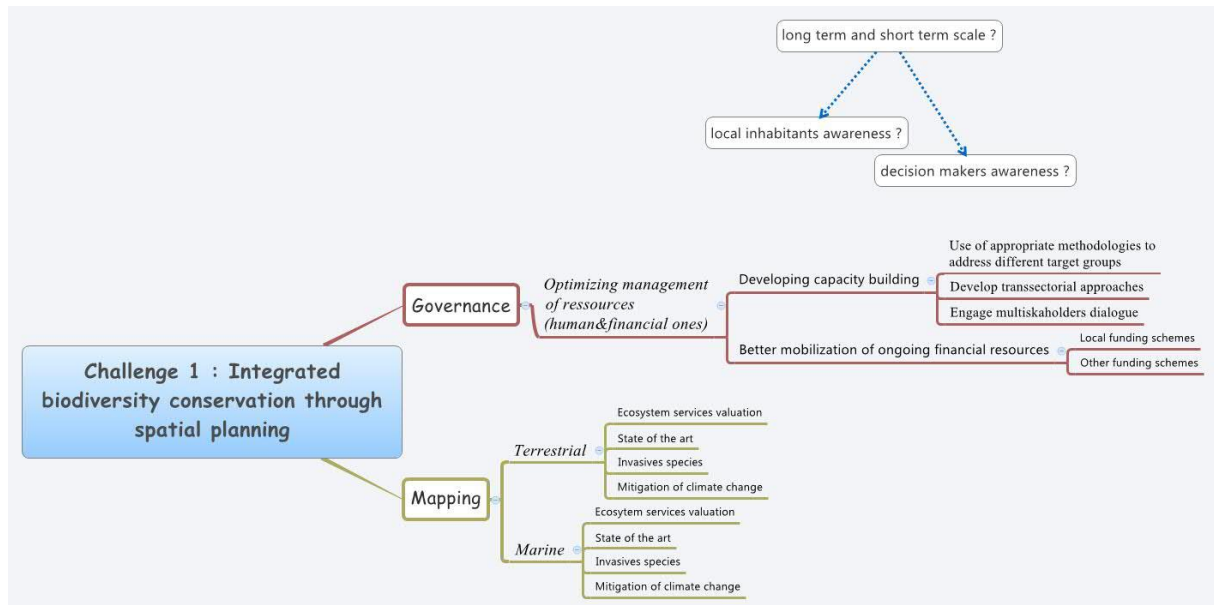 long term and short term scale ?
local inhabitants awareness ?
decision makers awareness ?
Challenge 1 : Integrated
biodiversity conservation through
spatial planning
Governance
Optimizing management
of ressources
(human&financial ones)
Developing capacity building
Use of appropriate methodologies to
address different target groups
Develop transsectorial approaches
Engage multiskaholders dialogue
Better mobilization of ongoing financial resources
Local funding schemes
Other funding schemes
Mapping
Terrestrial
Ecosystem services valuation
State of the art
Invasives species
Mitigation of climate change
Marine
Ecosytem services valuation
State of the art
Invasives species
Mitigation of climate change